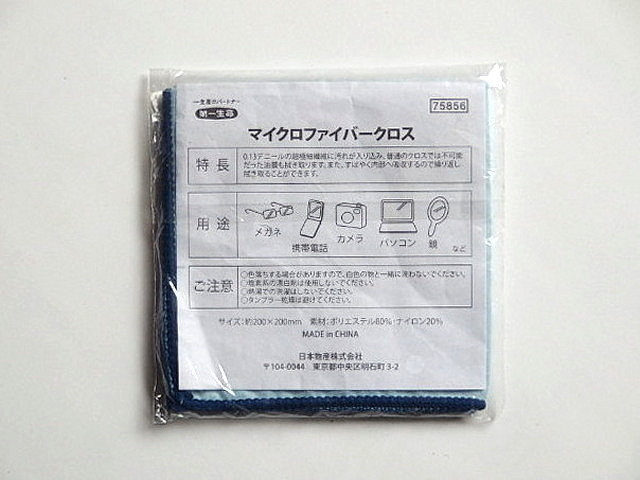 一生涯のパートナー
第一生命
75856
マイクロファイバークロス
特長
0.13デニールの超極細繊維に汚れが入り込み、普通のクロスでは不可能
だった油膜も拭き取ります。また、すばやく内部へ吸収するので繰り返し
拭き取ることができます。
用途
メガネ
携帯電話
カメラ
パソコン
鏡
など
ご注意
○色落ちする場合がありますので、白色の物と一緒に洗わないでください。
○塩素系の漂白剤は使用しないでください。
○熱湯での洗濯はしないでください。
○タンブラー乾燥は避けてください。
サイズ:約200×200mm 素材:ポリエステル80%・ナイロン20%
MADE in CHINA
日本物産株式会社
〒104-0044 東京都中央区明石町3-2